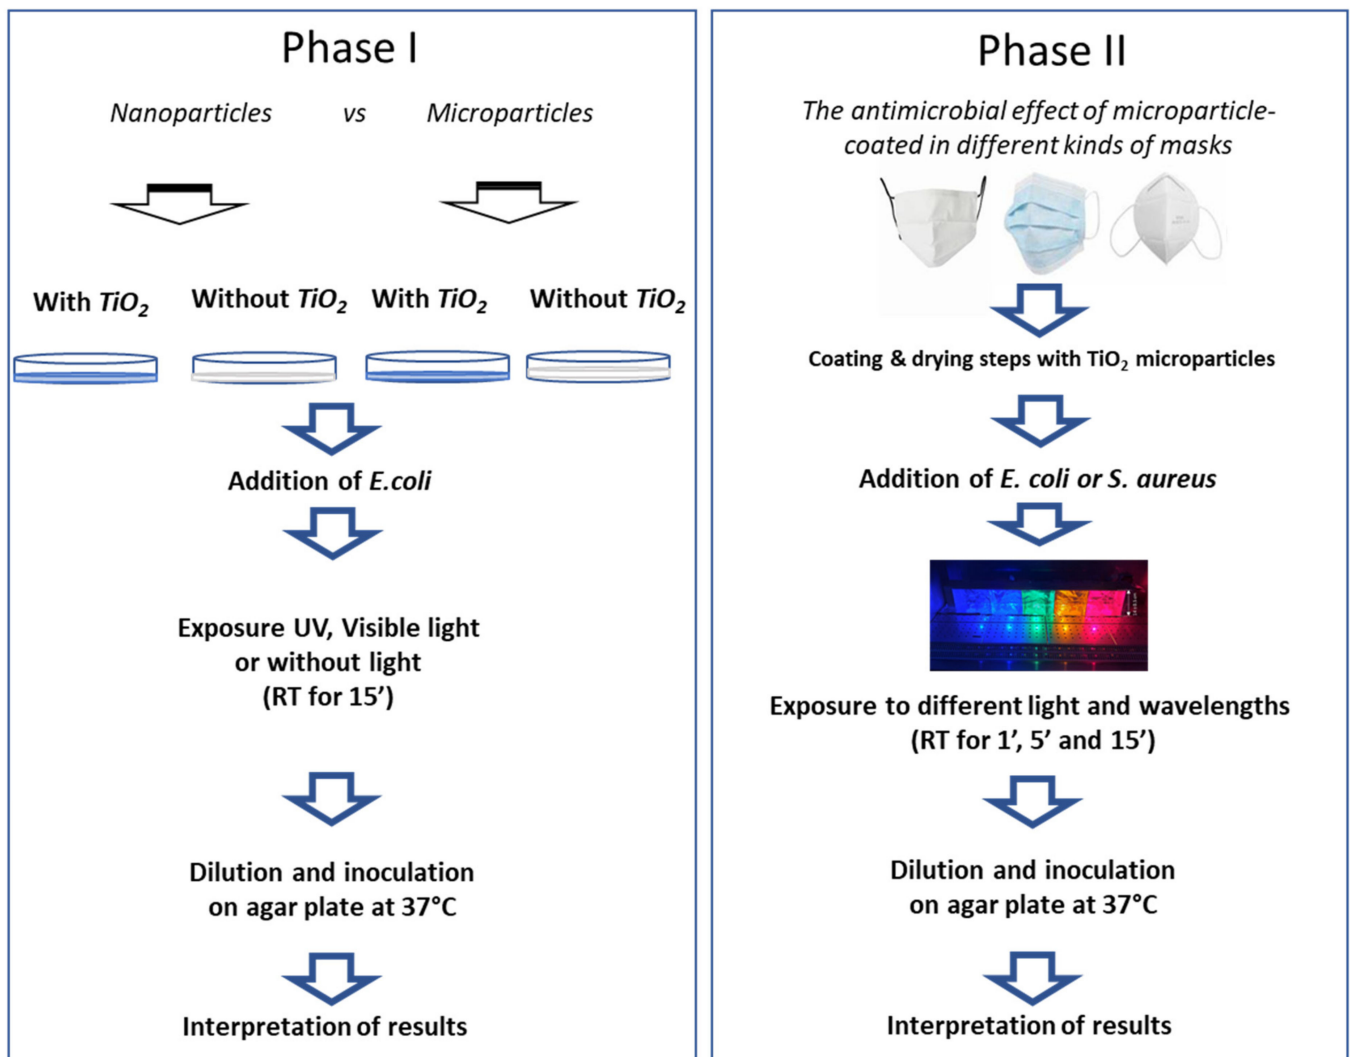 Phase I
Nanoparticles vs Microparticles
With TiO₂ Without TiO₂ With TiO₂ Without TiO₂
Addition of E.coli
Exposure UV, Visible light
or without light
(RT for 15’)
Dilution and inoculation
on agar plate at 37°C
Interpretation of results
Phase II
The antimicrobial effect of microparticle-
coated in different kinds of masks
Coating & drying steps with TiO₂ microparticles
Addition of E. coli or S. aureus
Exposure to different light and wavelengths
(RT for 1’, 5’ and 15’)
Dilution and inoculation
on agar plate at 37°C
Interpretation of results